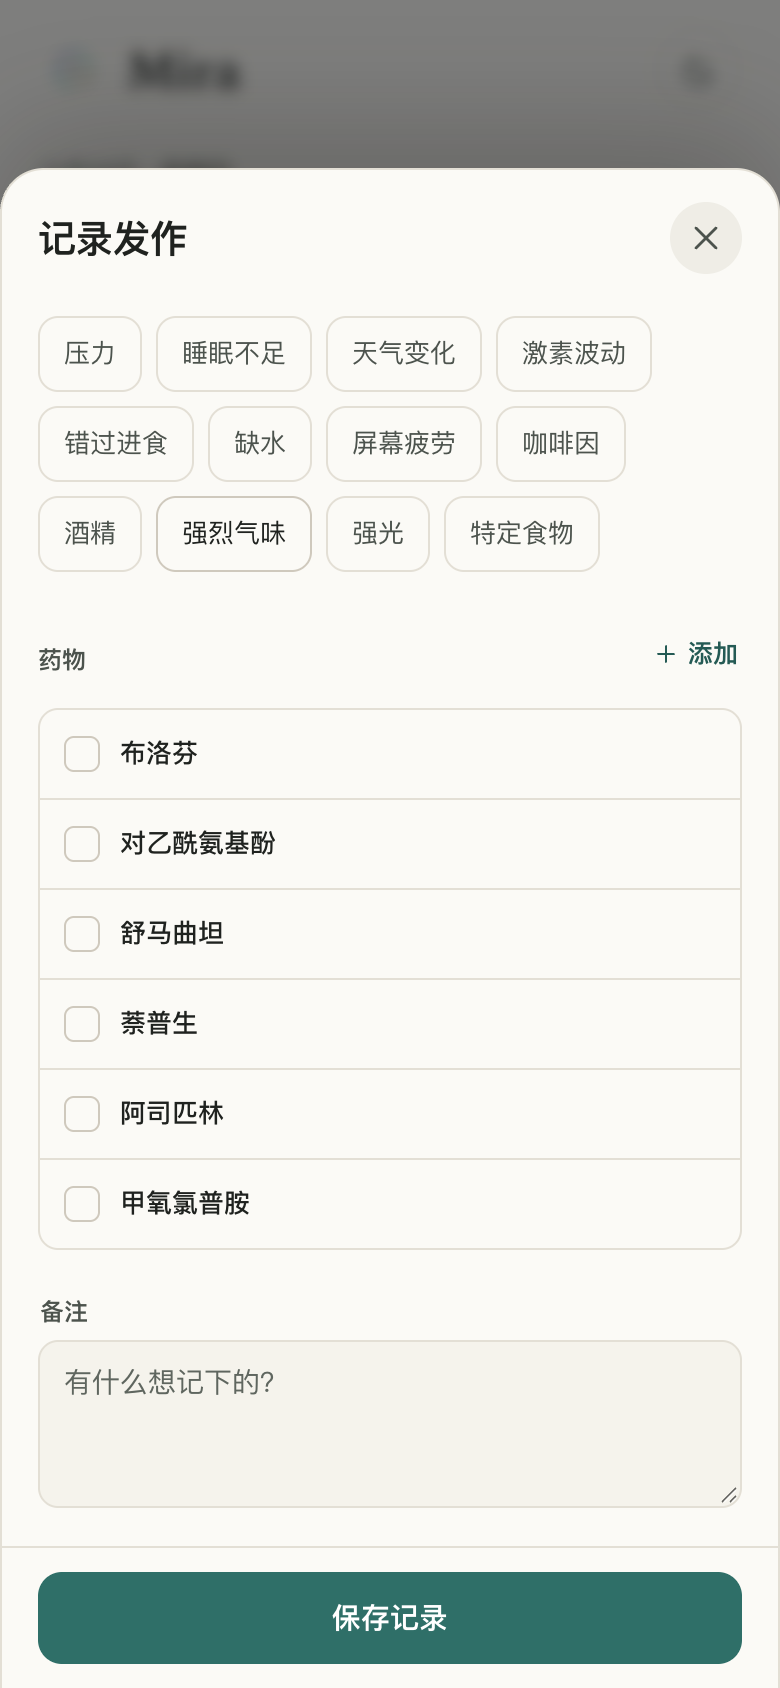 Mira
记录发作
压力 睡眠不足 天气变化 激素波动
错过进食 缺水 屏幕疲劳 咖啡因
酒精 强烈气味 强光 特定食物
药物 + 添加
布洛芬
对乙酰氨基酚
舒马曲坦
萘普生
阿司匹林
甲氧氯普胺
备注
有什么想记下的?
保存记录